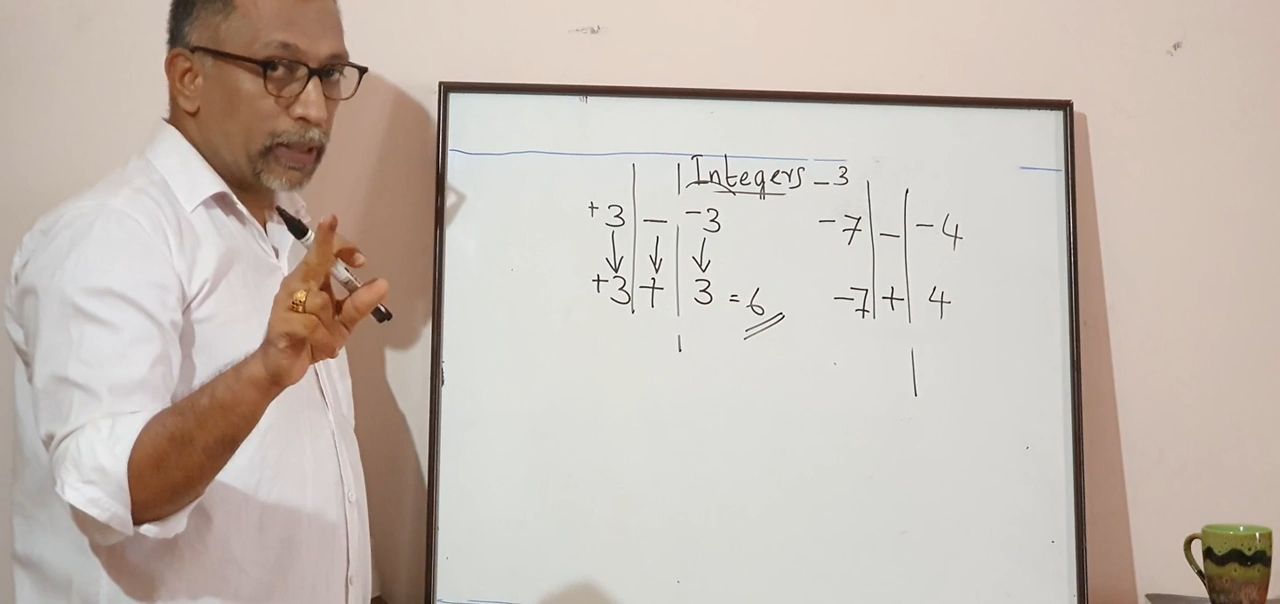 Integers - 3
+3 | - | -3
+3 | + | 3 = 6
-7 | - | -4
-7 | + | 4